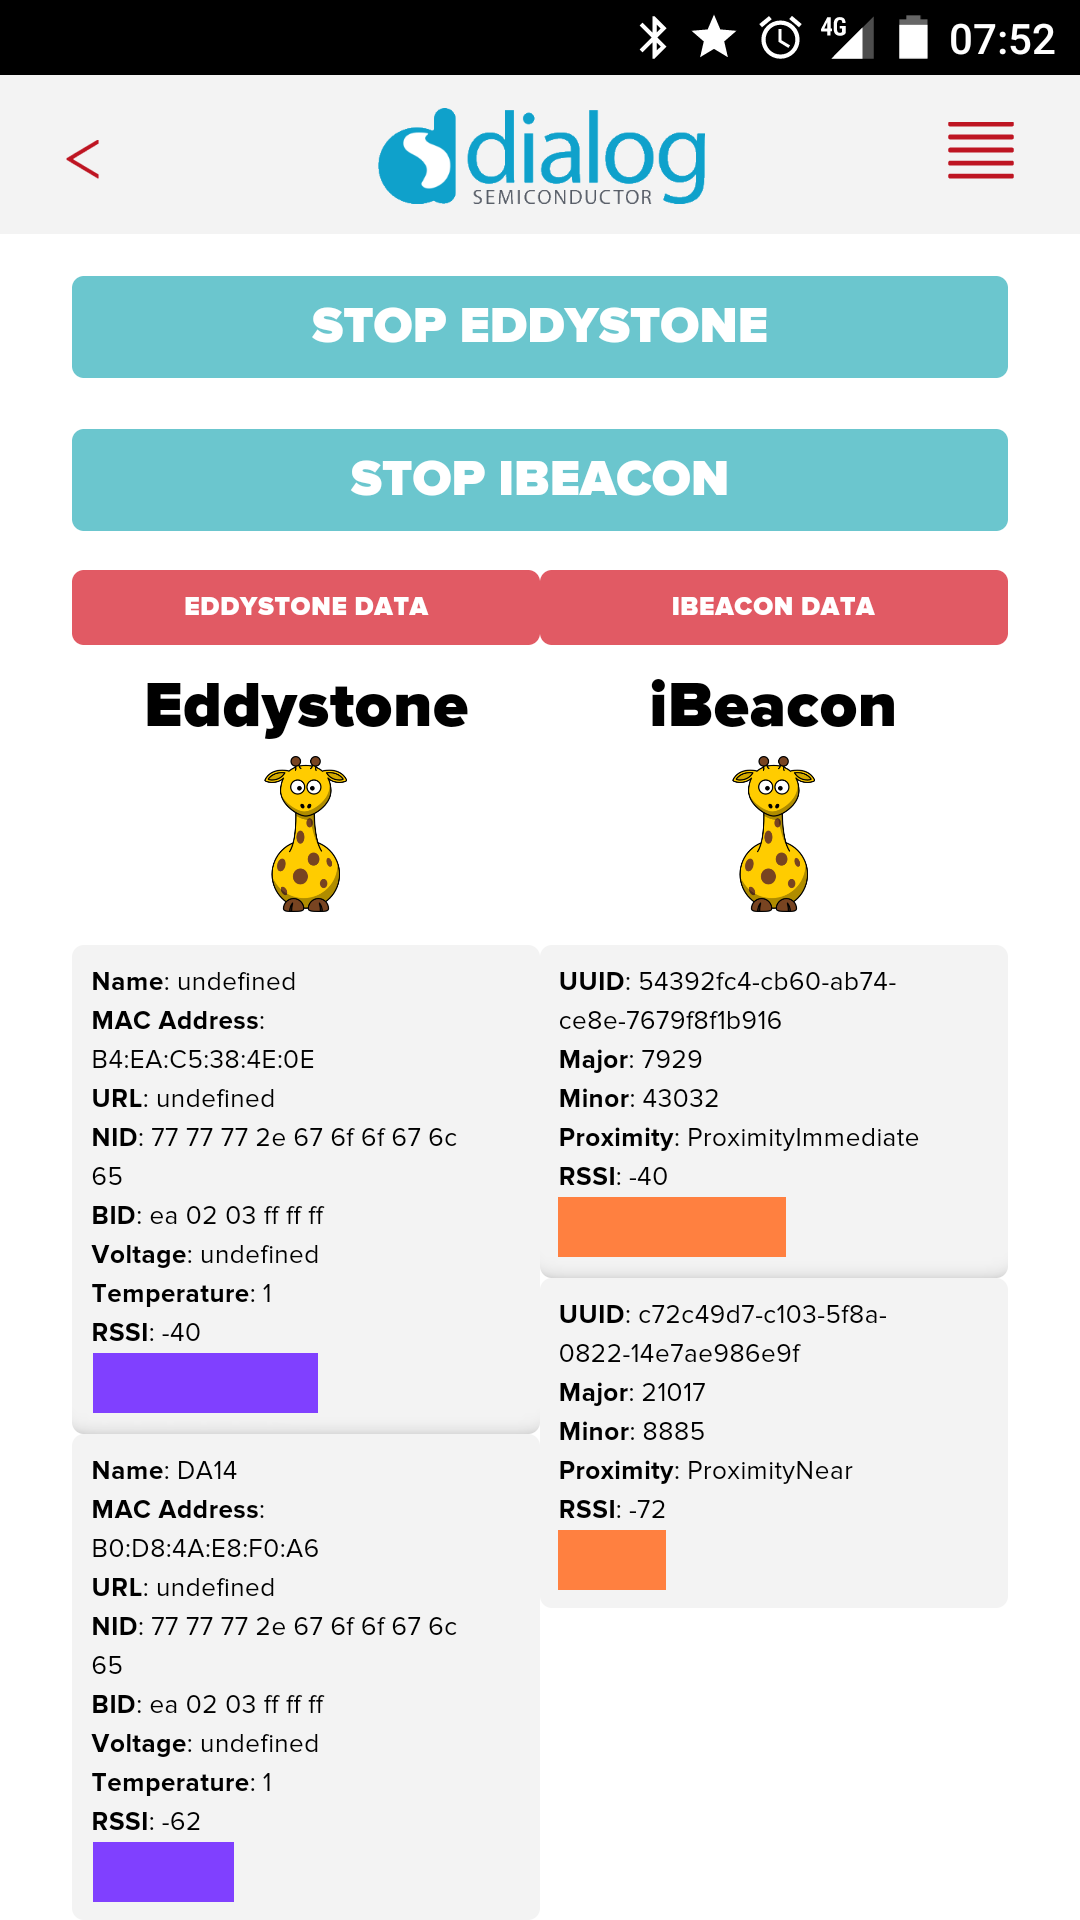 4G 07:52
<
dialog
SEMICONDUCTOR
STOP EDDYSTONE
STOP IBEACON
EDDYSTONE DATA
IBEACON DATA
Eddystone
Name: undefined
MAC Address:
B4:EA:C5:38:4E:0E
URL: undefined
NID: 77 77 77 2e 67 6f 6f 67 6c
65
BID: ea 02 03 ff ff ff
Voltage: undefined
Temperature: 1
RSSI: -40
Name: DA14
MAC Address:
B0:D8:4A:E8:F0:A6
URL: undefined
NID: 77 77 77 2e 67 6f 6f 67 6c
65
BID: ea 02 03 ff ff ff
Voltage: undefined
Temperature: 1
RSSI: -62
iBeacon
UUID: 54392fc4-cb60-ab74-
ce8e-7679f8f1b916
Major: 7929
Minor: 43032
Proximity: ProximityImmediate
RSSI: -40
UUID: c72c49d7-c103-5f8a-
0822-14e7ae986e9f
Major: 21017
Minor: 8885
Proximity: ProximityNear
RSSI: -72